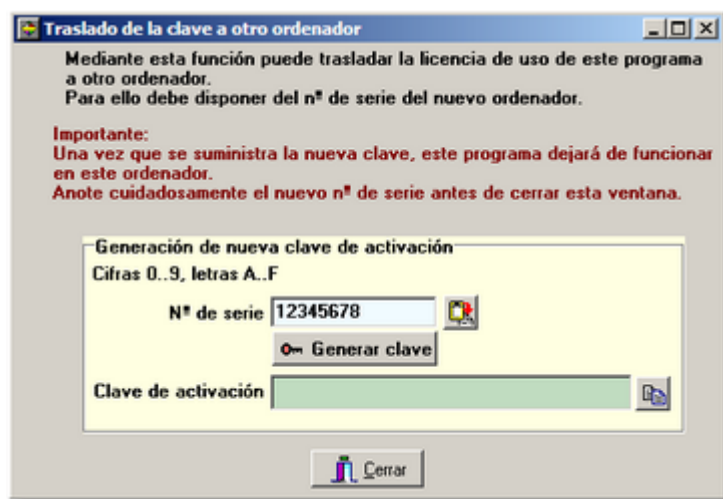 Traslado de la clave a otro ordenador
Mediante esta función puede trasladar la licencia de uso de este programa
a otro ordenador.
Para ello debe disponer del nº de serie del nuevo ordenador.
Importante:
Una vez que se suministra la nueva clave, este programa dejará de funcionar
en este ordenador.
Anote cuidadosamente el nuevo nº de serie antes de cerrar esta ventana.
Generación de nueva clave de activación
Cifras 0..9, letras A..F
Nº de serie 12345678
Generar clave
Clave de activación
Cerrar